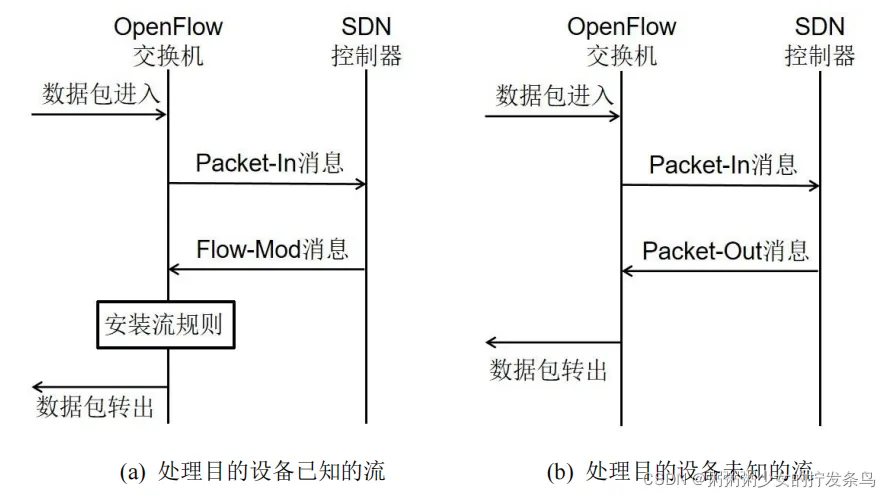 OpenFlow
交换机
SDN
控制器
数据包进入
Packet-In消息
Flow-Mod消息
安装流规则
数据包转出
(a) 处理目的设备已知的流
OpenFlow
交换机
SDN
控制器
数据包进入
Packet-In消息
Packet-Out消息
数据包转出
(b) 处理目的设备未知的流
CSDN @粥粥粥少女的拧发条鸟